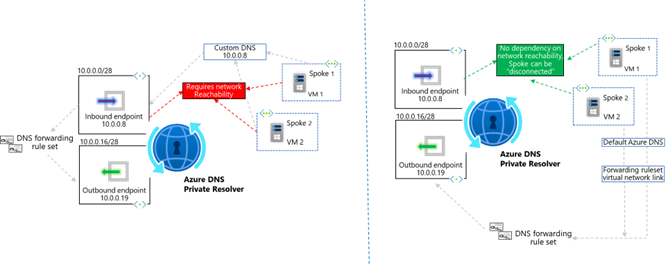 Custom DNS
10.0.0.8
10.0.0.0/28
Spoke 1
VM 1
Requires network
Reachability
Inbound endpoint
10.0.0.8
Spoke 2
VM 2
10.0.0.16/28
DNS forwarding
rule set
Outbound endpoint
10.0.0.19
Azure DNS
Private Resolver
No dependency on
network reachability.
Spoke can be
"disconnected"
10.0.0.0/28
Spoke 1
VM 1
Inbound endpoint
10.0.0.8
Spoke 2
VM 2
10.0.0.16/28
Default Azure DNS
Outbound endpoint
10.0.0.19
Azure DNS
Private Resolver
Forwarding ruleset
virtual network link
DNS forwarding
rule set